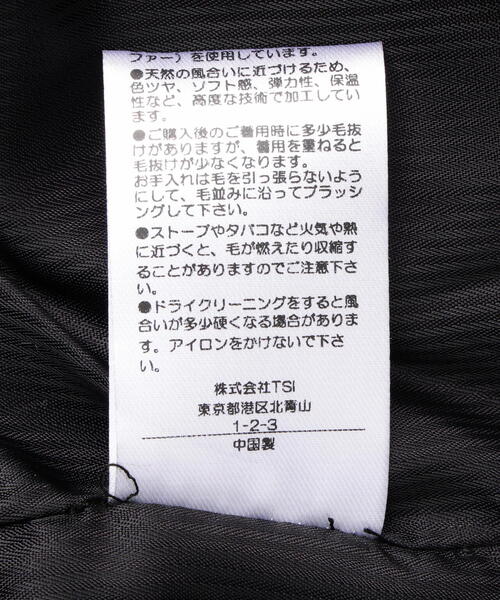 ファー）を使用しています。
●天然の風合いに近づけるため、
色ツヤ、ソフト感、弾力性、保温
性など、高度な技術で加工してい
ます。
●ご購入後のご着用時に多少毛抜
けがありますが、着用を重ねると
毛抜けが少なくなります。
お手入れは毛を引っ張らないよう
にして、毛並みに沿ってブラッシ
ングして下さい。
●ストーブやタバコなど火気や熱
に近づくと、毛が燃えたり収縮す
ることがありますのでご注意下さ
い。
●ドライクリーニングをすると風
合いが多少硬くなる場合がありま
す。アイロンをかけないで下さ
い。
株式会社TSI
東京都港区北青山
1-2-3
中国製